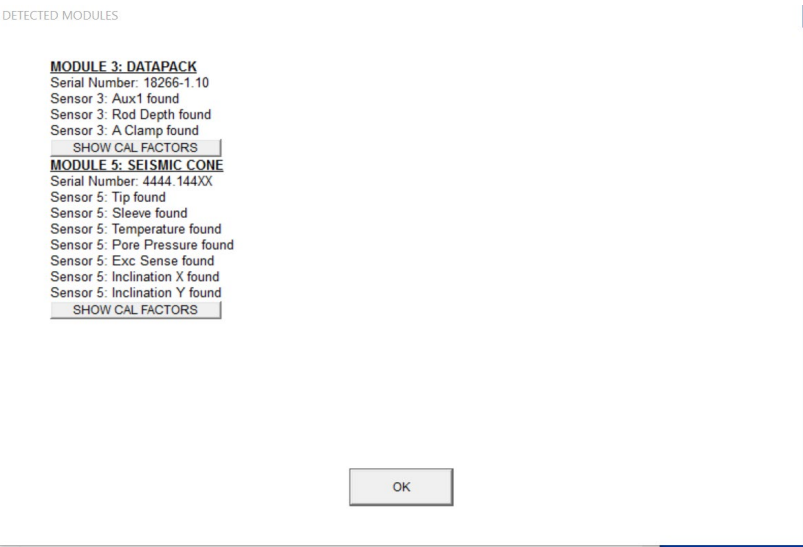 DETECTED MODULES
MODULE 3: DATAPACK
Serial Number: 18266-1.10
Sensor 3: Aux1 found
Sensor 3: Rod Depth found
Sensor 3: A Clamp found
SHOW CAL FACTORS
MODULE 5: SEISMIC CONE
Serial Number: 4444.144XX
Sensor 5: Tip found
Sensor 5: Sleeve found
Sensor 5: Temperature found
Sensor 5: Pore Pressure found
Sensor 5: Exc Sense found
Sensor 5: Inclination X found
Sensor 5: Inclination Y found
SHOW CAL FACTORS
OK